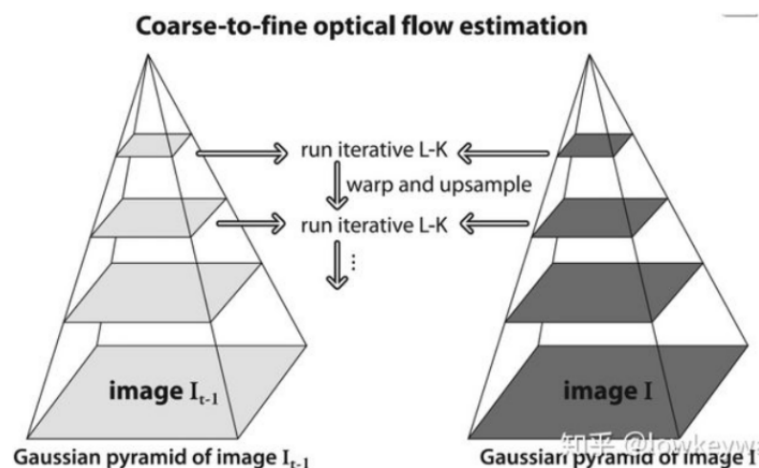 Coarse-to-fine optical flow estimation
run iterative L-K
warp and upsample
run iterative L-K
⋮
image I_{t-1}
image I
知乎 @lowkeyw
Gaussian pyramid of image I_{t-1}
Gaussian pyramid of image I